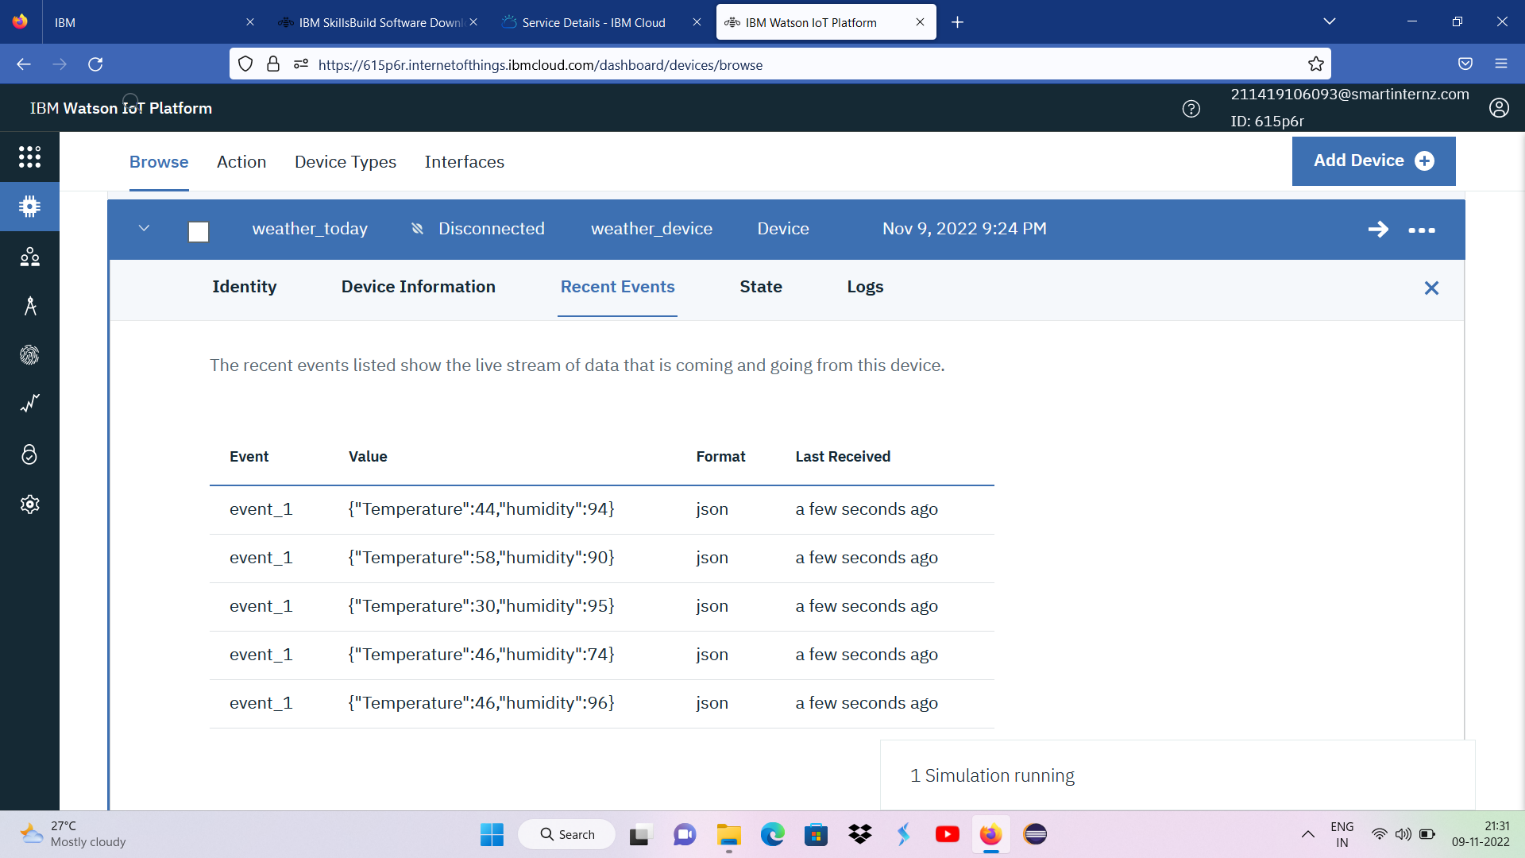 IBM
IBM SkillsBuild Software Downl
Service Details - IBM Cloud
IBM Watson IoT Platform
https://615p6r.internetofthings.ibmcloud.com/dashboard/devices/browse
IBM Watson IoT Platform
211419106093@smartinternz.com
ID: 615p6r
Browse
Action
Device Types
Interfaces
Add Device
weather_today
Disconnected
weather_device
Device
Nov 9, 2022 9:24 PM
Identity
Device Information
Recent Events
State
Logs
The recent events listed show the live stream of data that is coming and going from this device.
Event Value Format Last Received
event_1 {"Temperature":44,"humidity":94} json a few seconds ago
event_1 {"Temperature":58,"humidity":90} json a few seconds ago
event_1 {"Temperature":30,"humidity":95} json a few seconds ago
event_1 {"Temperature":46,"humidity":74} json a few seconds ago
event_1 {"Temperature":46,"humidity":96} json a few seconds ago
1 Simulation running
27°C
Mostly cloudy
Search
ENG
IN
21:31
09-11-2022